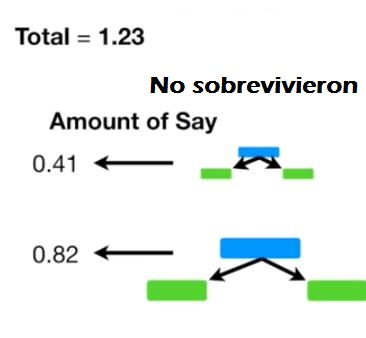 Total = 1.23
No sobrevivieron
Amount of Say
0.41
0.82